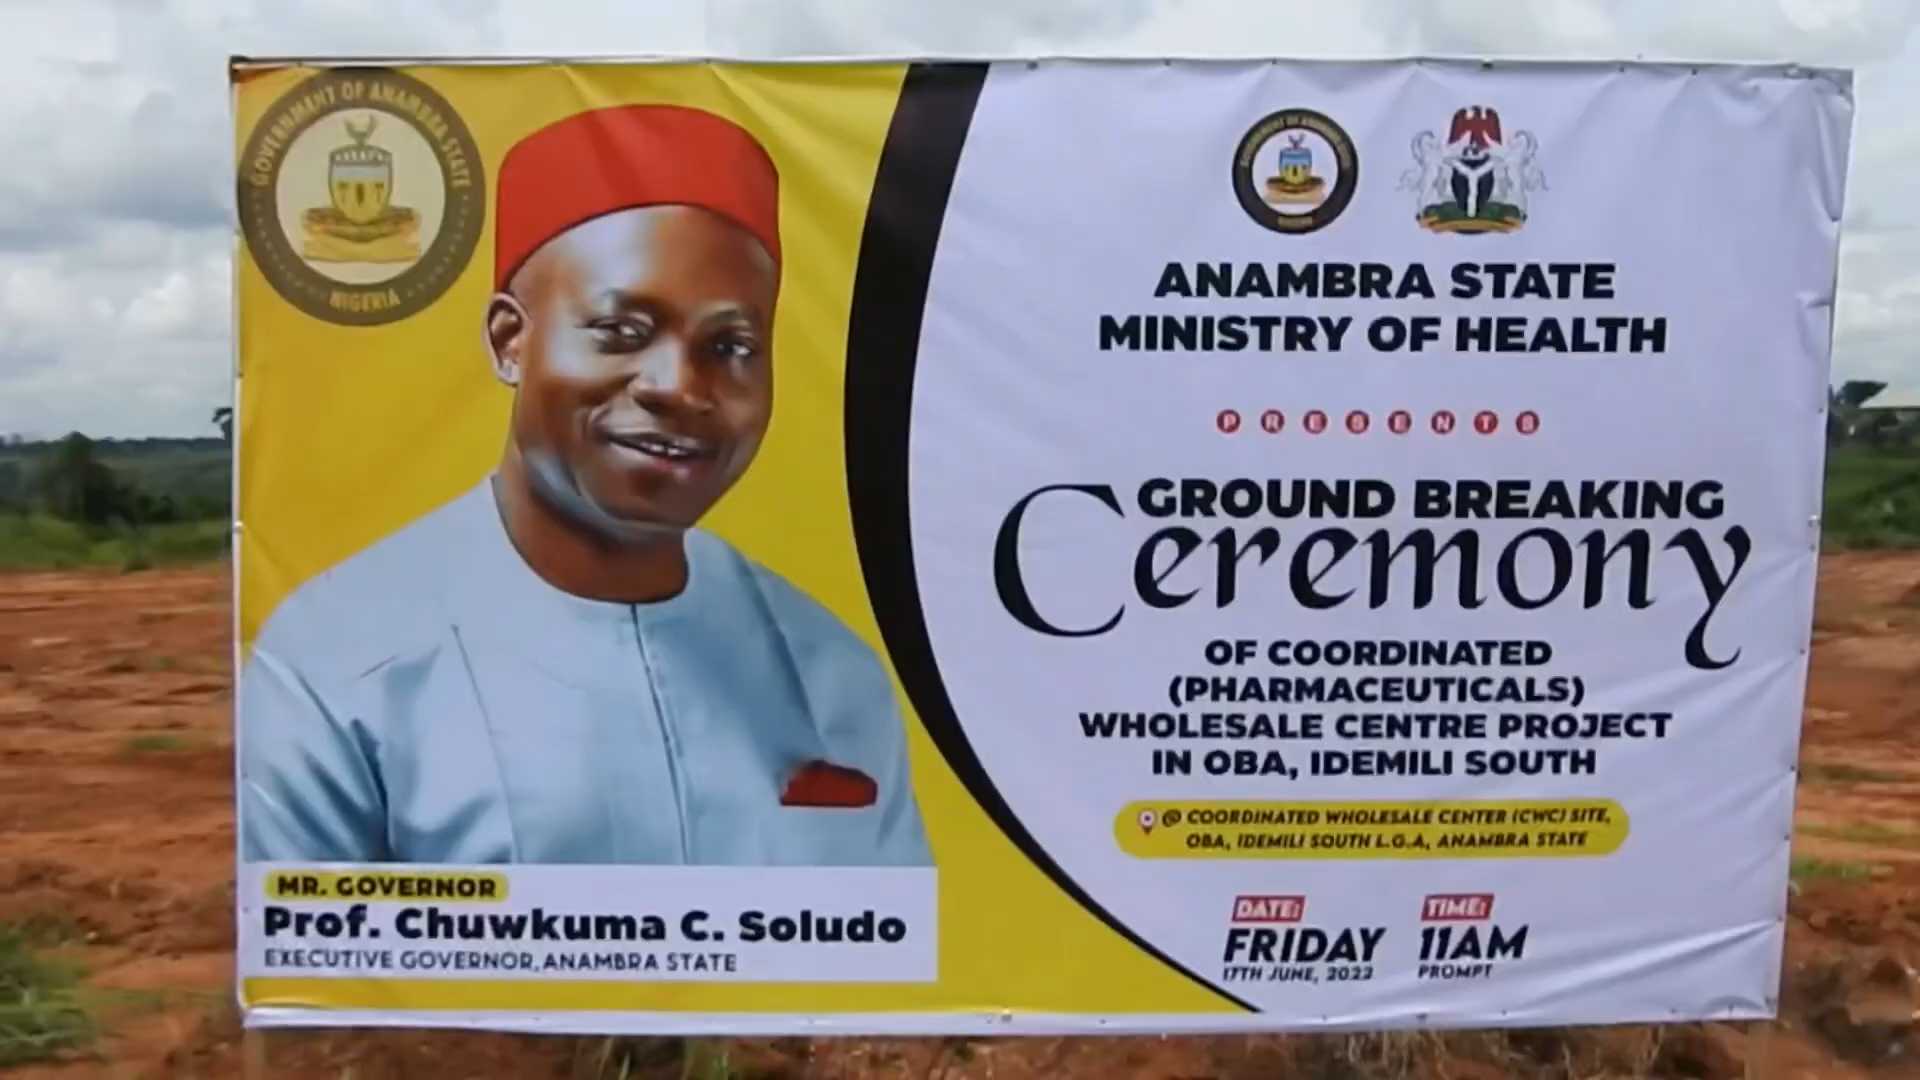 GOVERNMENT OF ANAMBRA STATE
NIGERIA
MR. GOVERNOR
Prof. Chuwkuma C. Soludo
EXECUTIVE GOVERNOR, ANAMBRA STATE
ANAMBRA STATE
MINISTRY OF HEALTH
PRESENTS
GROUND BREAKING
Ceremony
OF COORDINATED
(PHARMACEUTICALS)
WHOLESALE CENTRE PROJECT
IN OBA, IDEMILI SOUTH
@ COORDINATED WHOLESALE CENTER (CWC) SITE,
OBA, IDEMILI SOUTH L.G.A, ANAMBRA STATE
DATE:
FRIDAY
17TH JUNE, 2022
TIME:
11AM
PROMPT